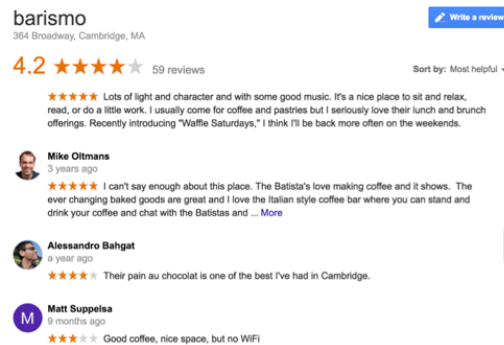 barismo
Write a review
364 Broadway, Cambridge, MA
4.2 59 reviews
Sort by: Most helpful
Lots of light and character and with some good music. It's a nice place to sit and relax,
read, or do a little work. I usually come for coffee and pastries but I seriously love their lunch and brunch
offerings. Recently introducing "Waffle Saturdays," I think I'll be back more often on the weekends.
Mike Oltmans
3 years ago
I can't say enough about this place. The Batista's love making coffee and it shows. The
ever changing baked goods are great and I love the Italian style coffee bar where you can stand and
drink your coffee and chat with the Batistas and ... More
Alessandro Bahgat
a year ago
Their pain au chocolat is one of the best I've had in Cambridge.
M
Matt Suppelsa
9 months ago
Good coffee, nice space, but no WiFi